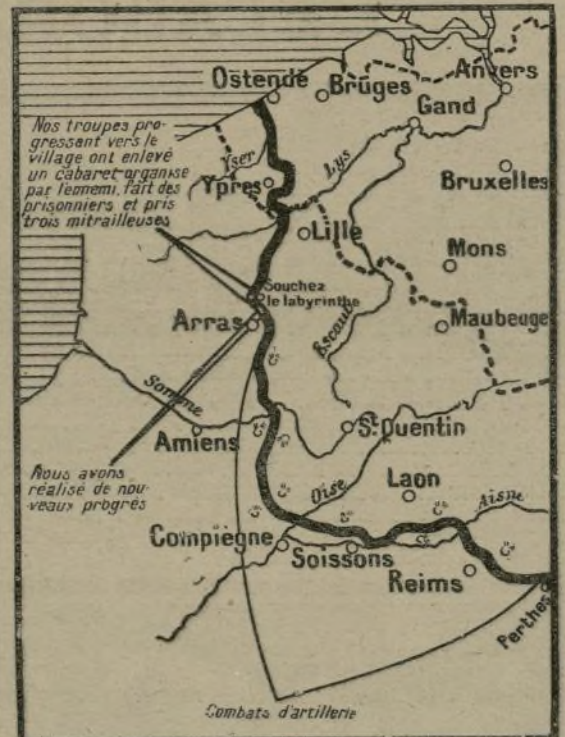 Ostende
Bruges
Anvers
Gand
Nos troupes pro-
gressant vers le
village ont enlevé
un cabaret organisé
par l'ennemi, fait des
prisonniers et pris
trois mitrailleuses
Yser
Ypres
Lys
Bruxelles
Lille
Mons
Souchez
le labyrinthe
Arras
Escaut
Maubeuge
Somme
Amiens
St Quentin
Nous avons
réalisé de nou-
veaux progrès
Oise
Laon
Aisne
Compiègne
Soissons
Reims
Perthes
Combats d'artillerie